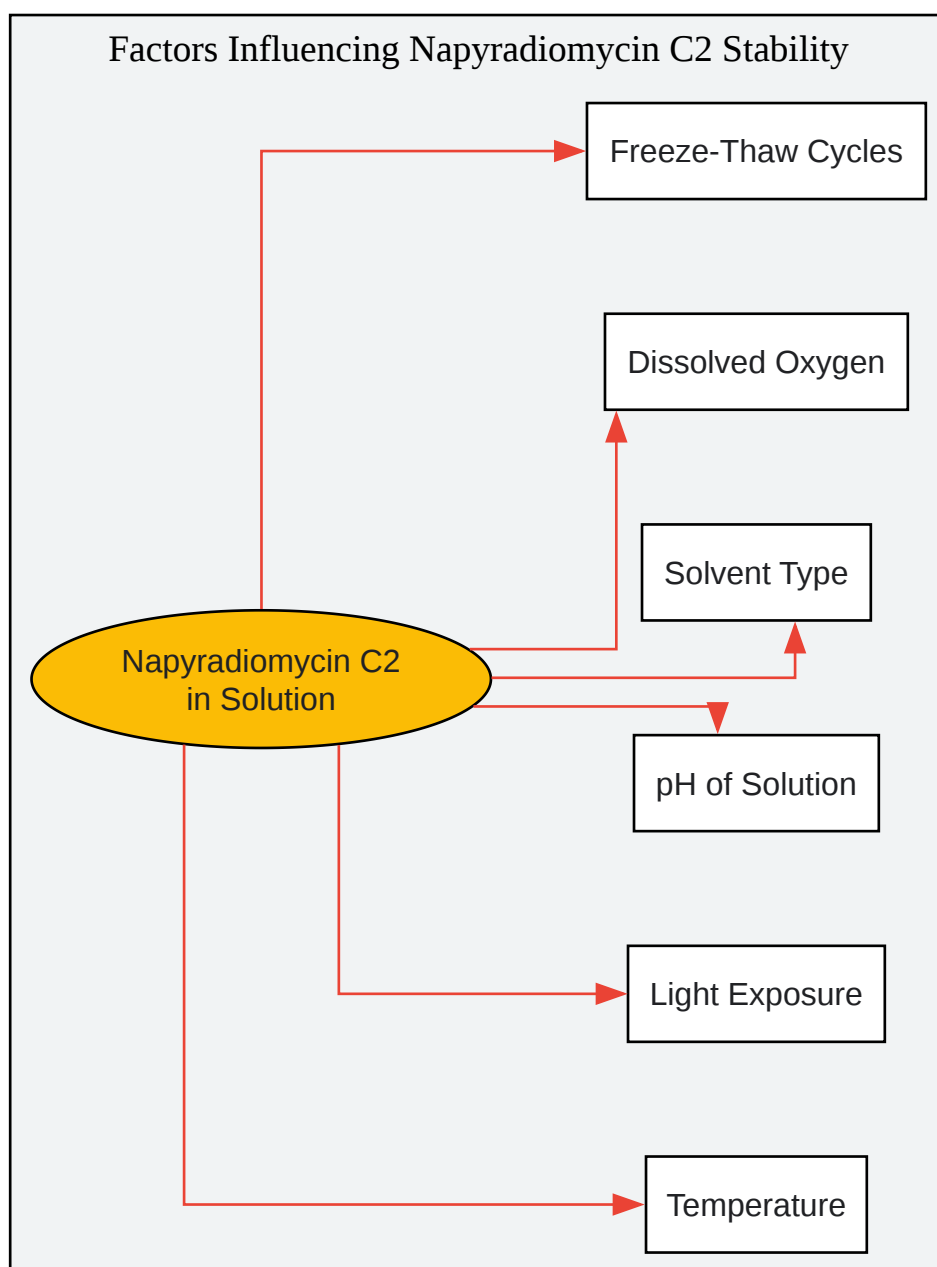 Factors Influencing Napyradiomycin C2 Stability
Freeze-Thaw Cycles
Dissolved Oxygen
Solvent Type
Napyradiomycin C2
in Solution
pH of Solution
Light Exposure
Temperature